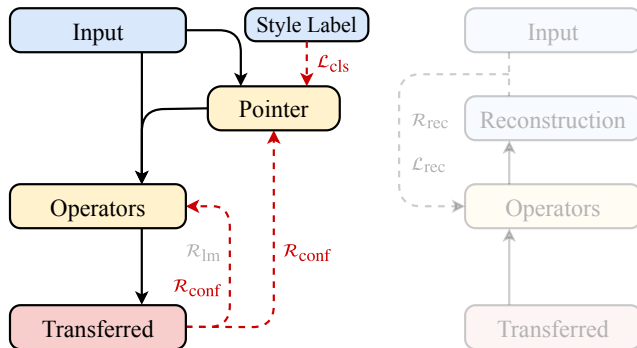 Input
Style Label
Input
ℒcls
Pointer
ℛrec
Reconstruction
ℒrec
Operators
Operators
ℛlm
ℛconf
ℛconf
Transferred
Transferred